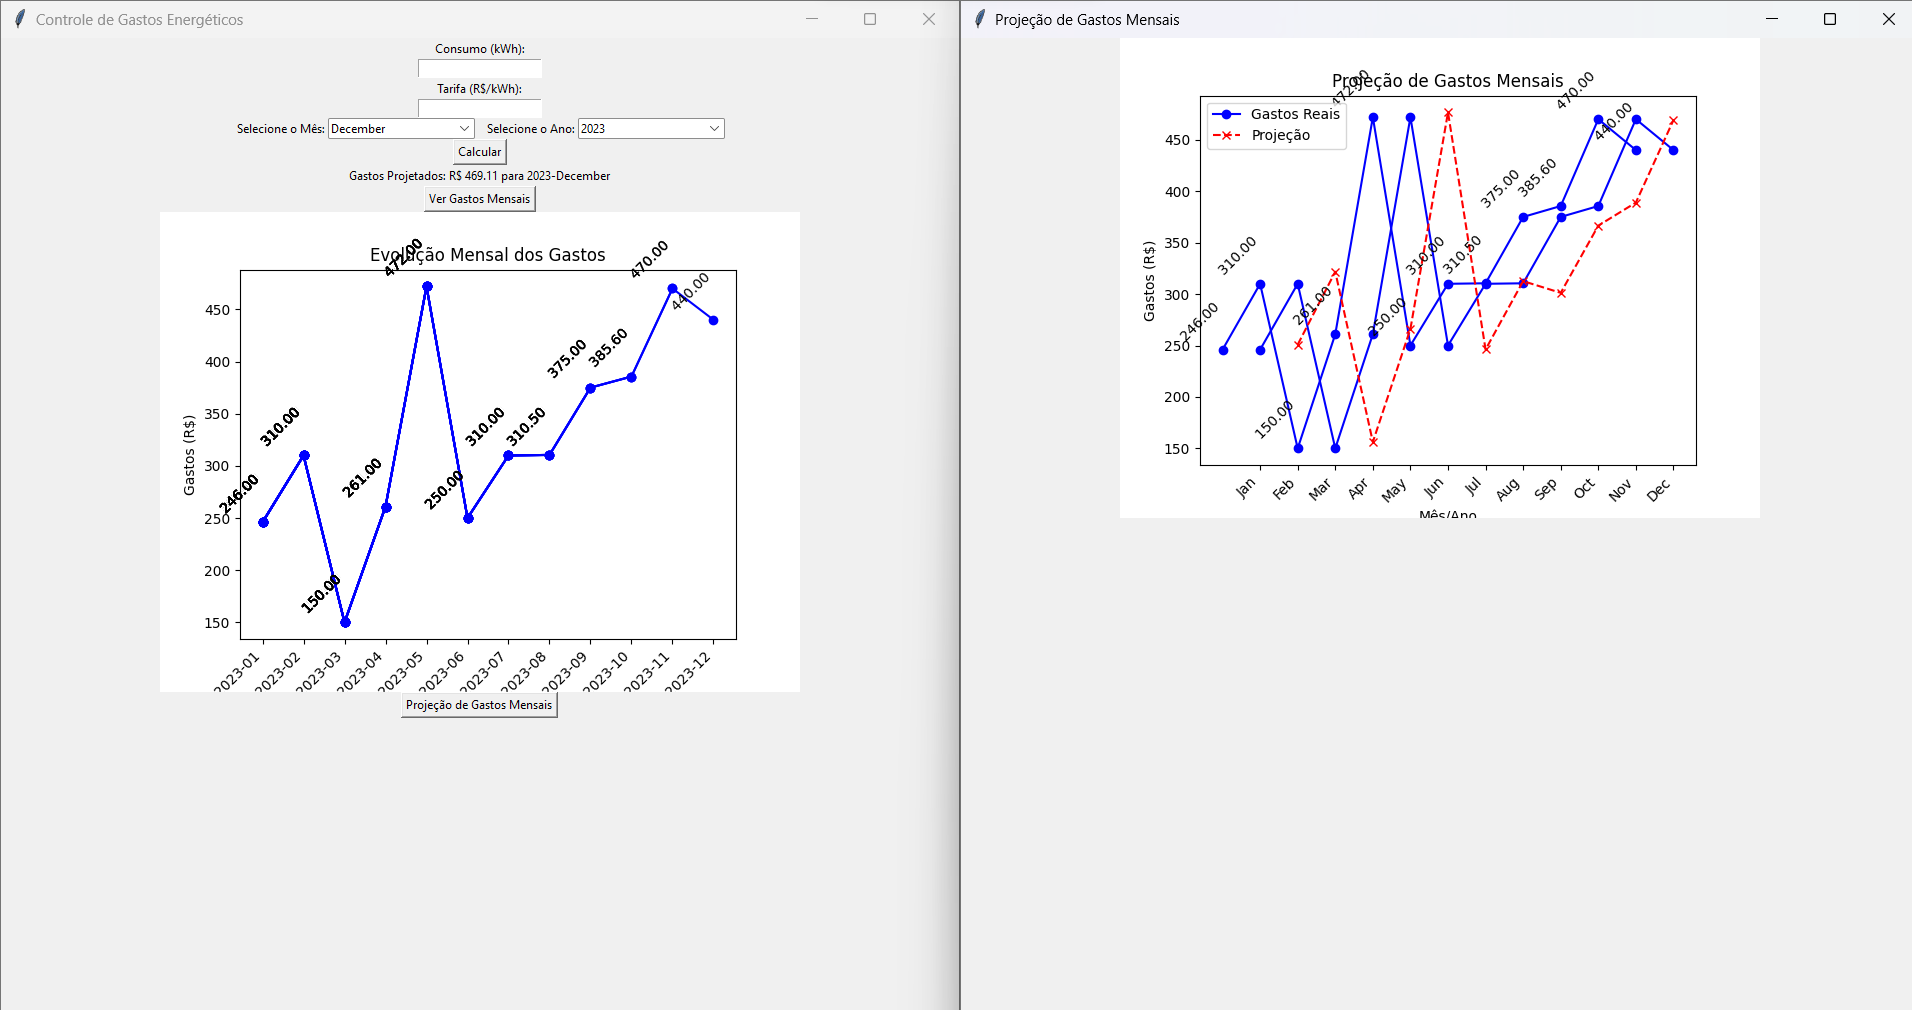 Controle de Gastos Energéticos
Consumo (kWh):
Tarifa (R$/kWh):
Selecione o Mês: December Selecione o Ano: 2023
Calcular
Gastos Projetados: R$ 469.11 para 2023-December
Ver Gastos Mensais
Evolução Mensal dos Gastos
Gastos (R$)
450
400
350
300
250
200
150
246.00
310.00
150.00
261.00
472.00
250.00
310.00
310.50
375.00
385.60
470.00
440.00
2023-01
2023-02
2023-03
2023-04
2023-05
2023-06
2023-07
2023-08
2023-09
2023-10
2023-11
2023-12
Projeção de Gastos Mensais
Projeção de Gastos Mensais
Projeção de Gastos Mensais
Gastos Reais
Projeção
Gastos (R$)
450
400
350
300
250
200
150
246.00
310.00
150.00
261.00
472.00
250.00
310.00
310.50
375.00
385.60
470.00
440.00
Jan
Feb
Mar
Apr
May
Jun
Jul
Aug
Sep
Oct
Nov
Dec
Mês/Ano